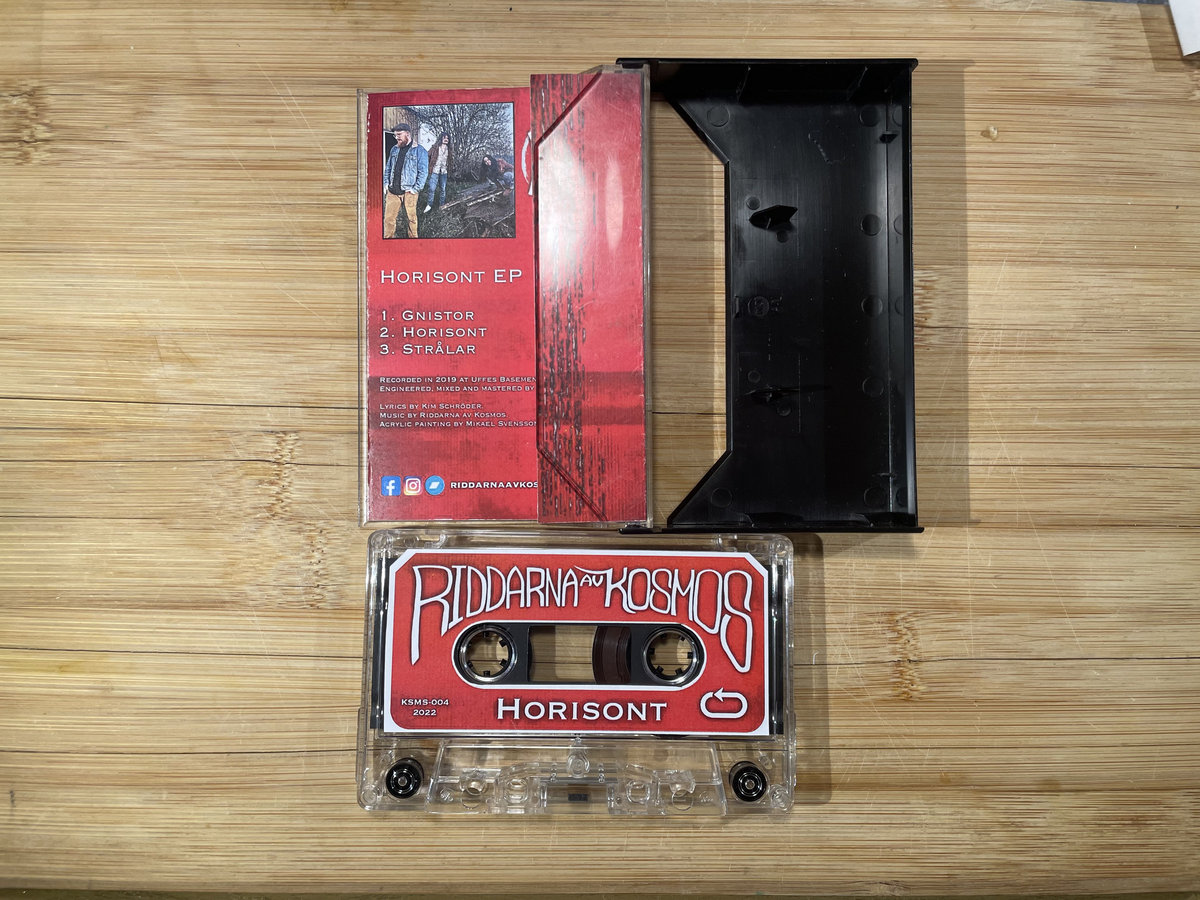 HORISONT EP
1. GNISTOR
2. HORISONT
3. STRÅLAR
RECORDED IN 2019 AT UFFES
ENGINEERED, MIXED AND MASTERED BY
LYRICS BY KIM SCHRÖDER.
MUSIC BY RIDDARNA AV KOSMOS.
ACRYLIC PAINTING BY MIKAEL SVENSSON
RIDDARNAAVKOS
RIDDARNA AV KOSMOS
KSMS-004
2022
HORISONT